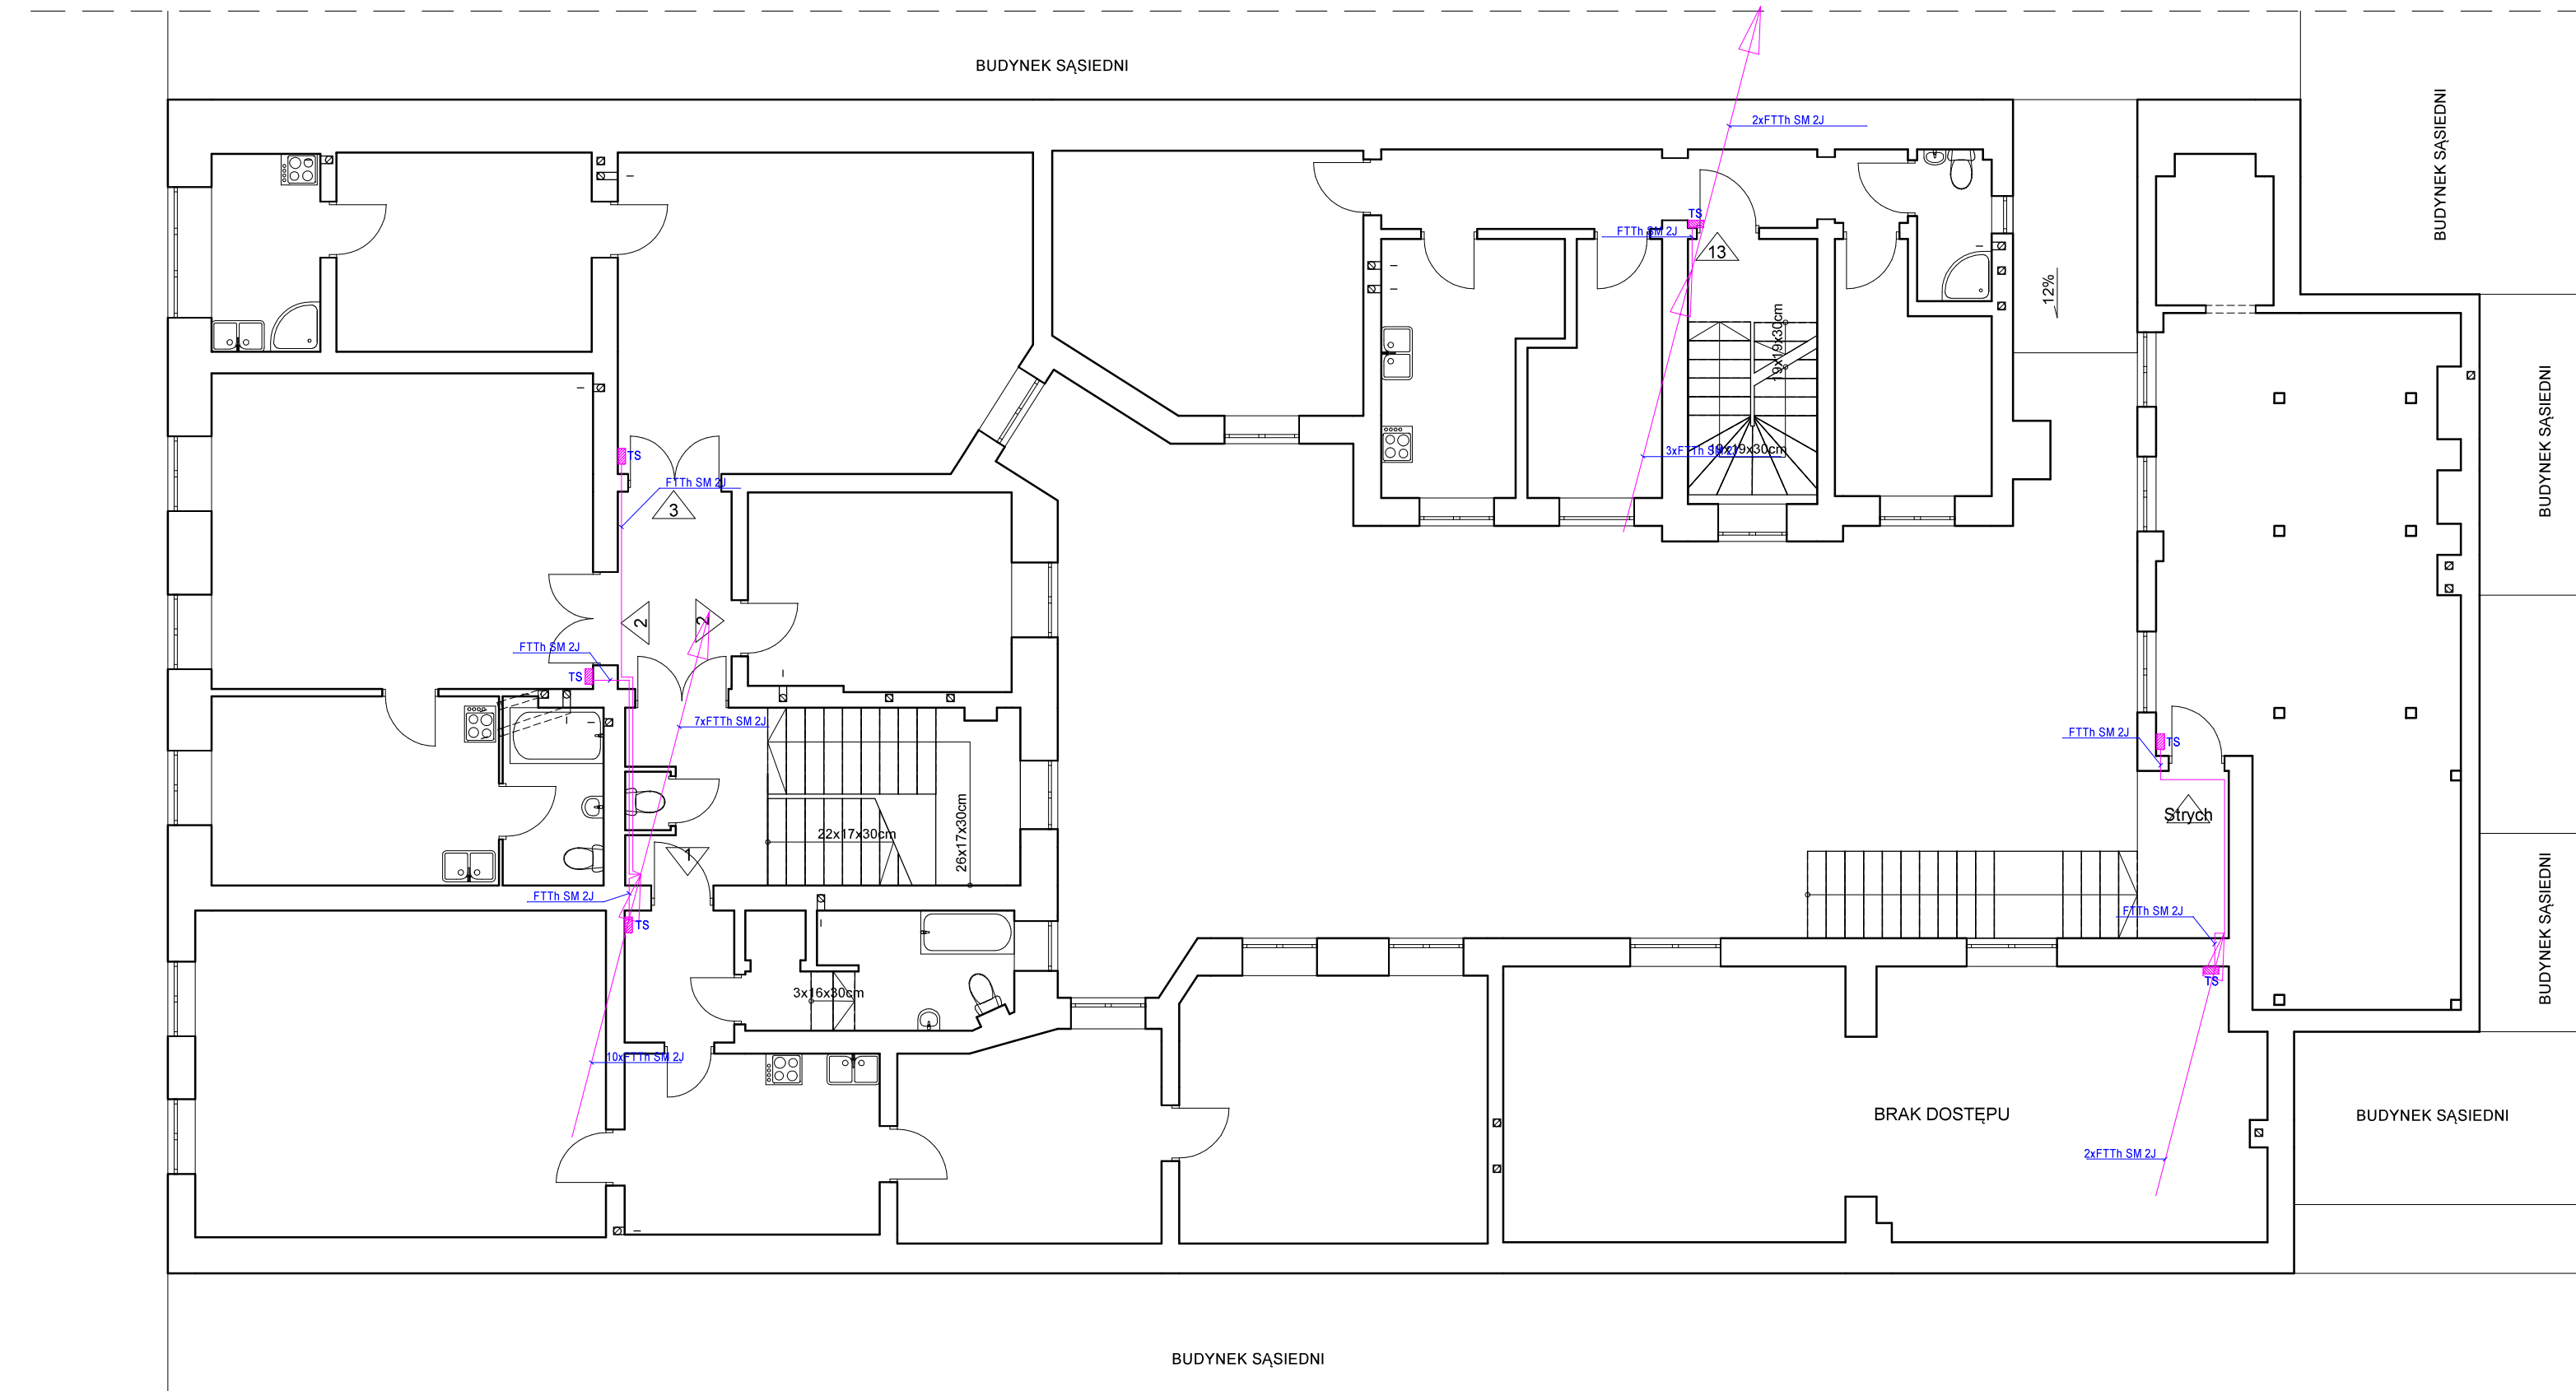 BUDYNEK SĄSIEDNI
BUDYNEK SĄSIEDNI
2xFTTh SM 2J
TS
FTTh SM 2J
13
12%
19x19x30cm
3xFTTh SM 2J
19x19x30cm
BUDYNEK SĄSIEDNI
TS
FTTh SM 2J
3
2
2
FTTh SM 2J
TS
7xFTTh SM 2J
FTTh SM 2J
TS
Strych
22x17x30cm
26x17x30cm
1
FTTh SM 2J
TS
FTTh SM 2J
TS
BUDYNEK SĄSIEDNI
3x16x30cm
10xFTTh SM 2J
BRAK DOSTĘPU
BUDYNEK SĄSIEDNI
2xFTTh SM 2J
BUDYNEK SĄSIEDNI